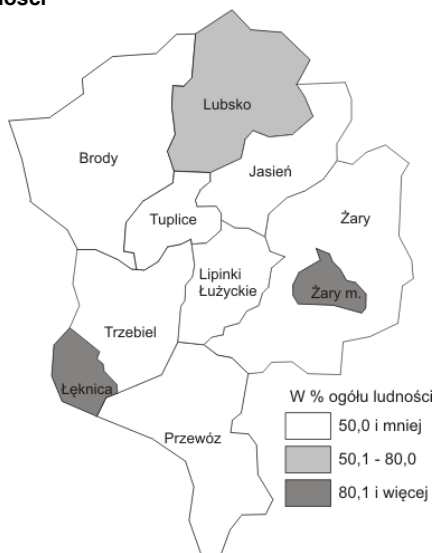 Lubsko
Brody
Jasień
Tuplice
Żary
Lipinki
Łużyckie
Żary m.
Trzebiel
Łęknica
Przewóz
W % ogółu ludności
50,0 i mniej
50,1 - 80,0
80,1 i więcej